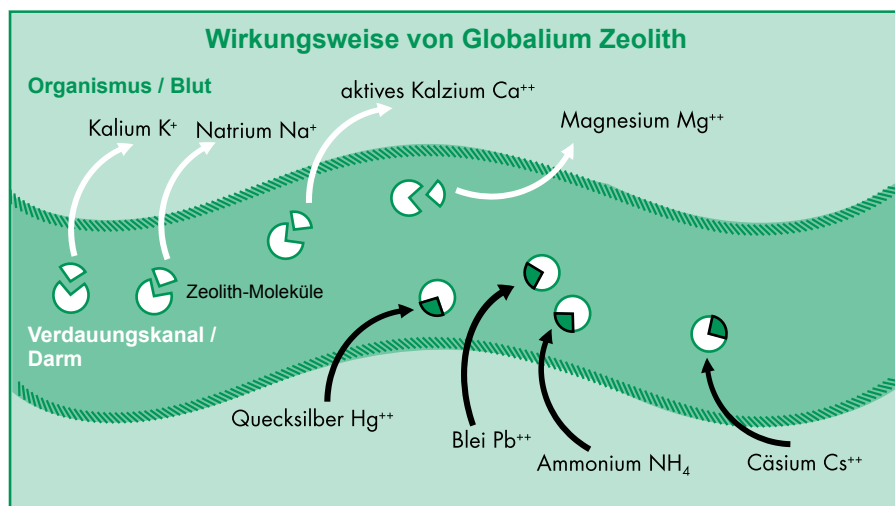 Wirkungsweise von Globalium Zeolith
Organismus / Blut
aktives Kalzium Ca⁺⁺
Kalium K⁺
Natrium Na⁺
Magnesium Mg⁺⁺
Zeolith-Moleküle
Verdauungskanal /
Darm
Quecksilber Hg⁺⁺
Blei Pb⁺⁺
Ammonium NH₄
Cäsium Cs⁺⁺